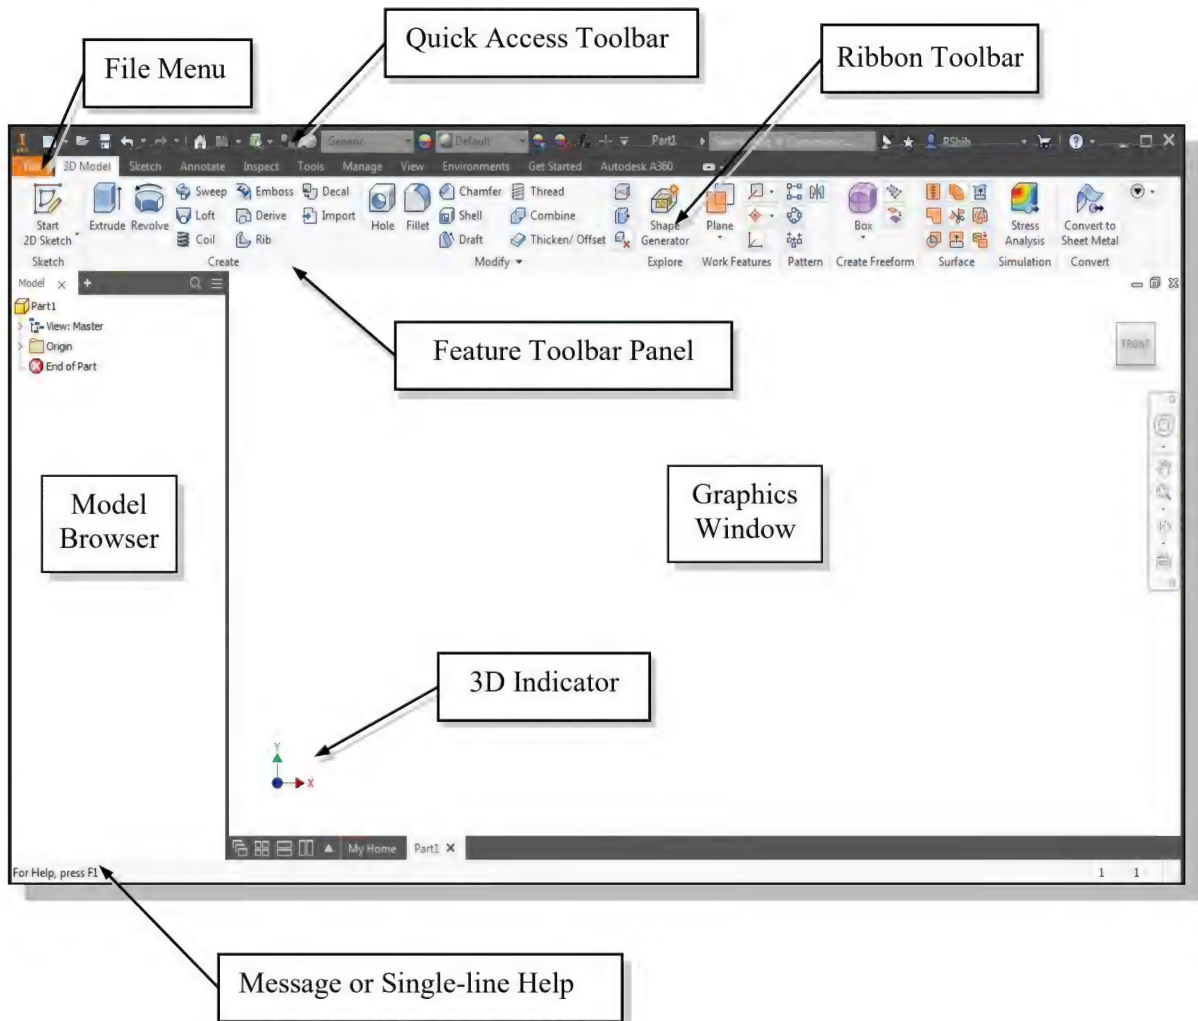 Quick Access Toolbar
File Menu
Ribbon Toolbar
PRO
Generic
Default
Part1
RShih
File
3D Model
Sketch
Annotate
Inspect
Tools
Manage
View
Environments
Get Started
Autodesk A360
Start
2D Sketch
Extrude
Revolve
Sweep
Emboss
Decal
Loft
Derive
Import
Coil
Rib
Hole
Fillet
Chamfer
Thread
Shell
Combine
Draft
Thicken/ Offset
Shape
Generator
Plane
Box
Stress
Analysis
Convert to
Sheet Metal
Sketch
Create
Modify
Explore
Work Features
Pattern
Create Freeform
Surface
Simulation
Convert
Model
Part1
View: Master
Origin
End of Part
Feature Toolbar Panel
FRONT
Model
Browser
Graphics
Window
3D Indicator
Y
X
My Home
Part1
For Help, press F1
1
1
Message or Single-line Help